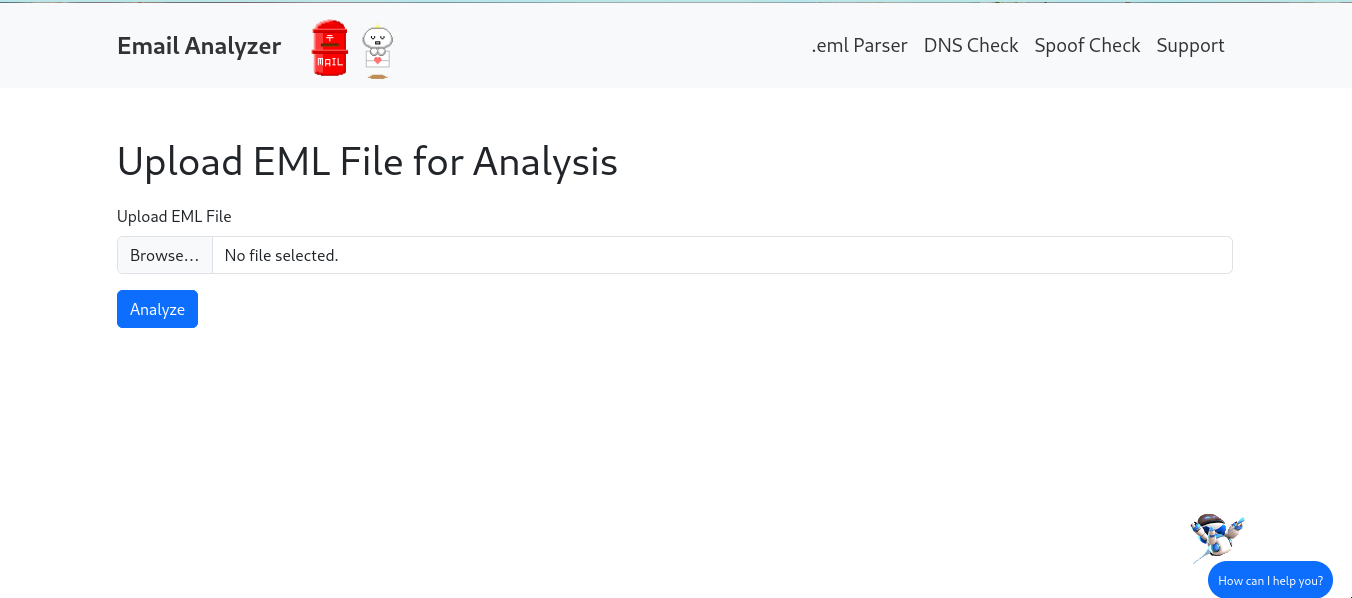 Email Analyzer
〒
MAIL
.eml Parser DNS Check Spoof Check Support
Upload EML File for Analysis
Upload EML File
Browse... No file selected.
Analyze
How can I help you?